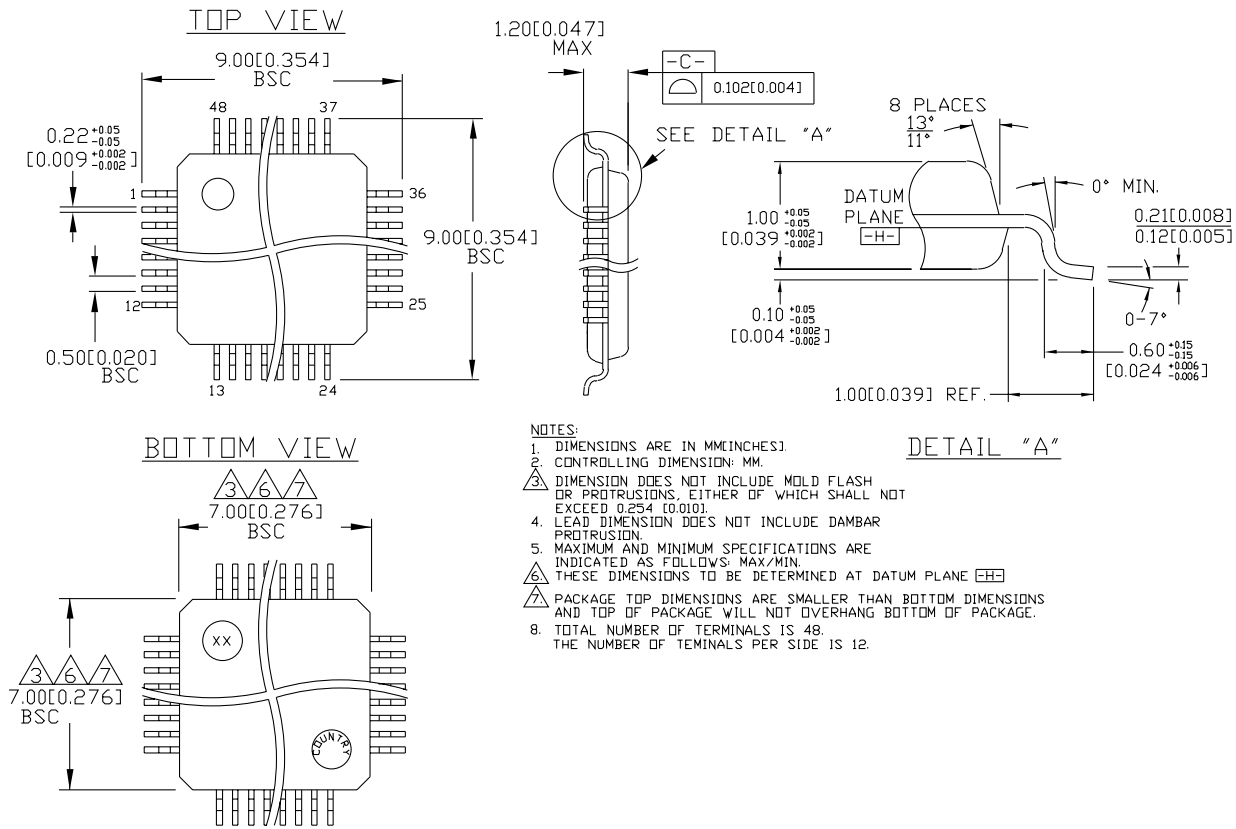 TOP VIEW
9.00[0.354]
BSC
48
37
0.22 +0.05 -0.05
[0.009 +0.002 -0.002]
1
36
9.00[0.354]
BSC
12
25
0.50[0.020]
BSC
13
24
1.20[0.047]
MAX
-C-
0.102[0.004]
SEE DETAIL "A"
8 PLACES
13°
11°
DATUM
PLANE
-H-
0° MIN.
1.00 +0.05 -0.05
[0.039 +0.002 -0.002]
0.21[0.008]
0.12[0.005]
0.10 +0.05 -0.05
[0.004 +0.002 -0.002]
0-7°
0.60 +0.15 -0.15
[0.024 +0.006 -0.006]
1.00[0.039] REF.
DETAIL "A"
BOTTOM VIEW
3 6 7
7.00[0.276]
BSC
3 6 7
7.00[0.276]
BSC
XX
COUNTRY
NOTES:
1. DIMENSIONS ARE IN MM[INCHES].
2. CONTROLLING DIMENSION: MM.
3. DIMENSION DOES NOT INCLUDE MOLD FLASH
OR PROTRUSIONS, EITHER OF WHICH SHALL NOT
EXCEED 0.254 [0.010].
4. LEAD DIMENSION DOES NOT INCLUDE DAMBAR
PROTRUSION.
5. MAXIMUM AND MINIMUM SPECIFICATIONS ARE
INDICATED AS FOLLOWS: MAX/MIN.
6. THESE DIMENSIONS TO BE DETERMINED AT DATUM PLANE -H-
7. PACKAGE TOP DIMENSIONS ARE SMALLER THAN BOTTOM DIMENSIONS
AND TOP OF PACKAGE WILL NOT OVERHANG BOTTOM OF PACKAGE.
8. TOTAL NUMBER OF TERMINALS IS 48.
THE NUMBER OF TEMINALS PER SIDE IS 12.